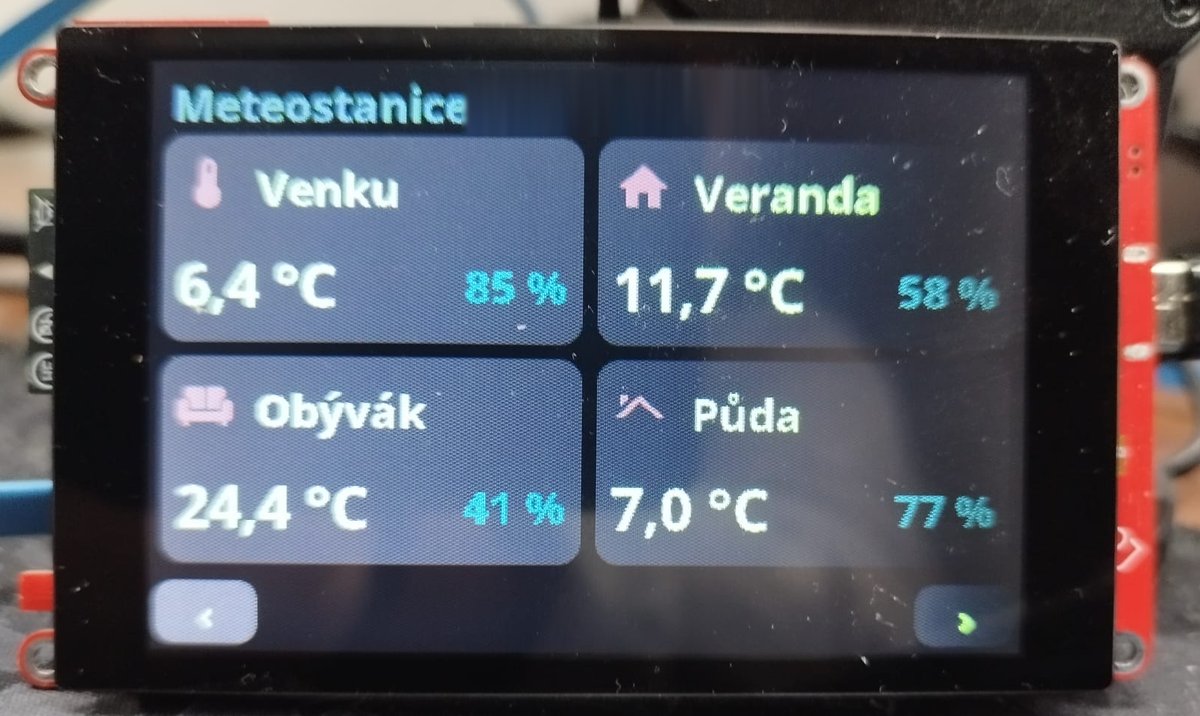 Meteostanice
Venku
6,4 °C 85 %
Veranda
11,7 °C 58 %
Obývák
24,4 °C 41 %
Půda
7,0 °C 77 %